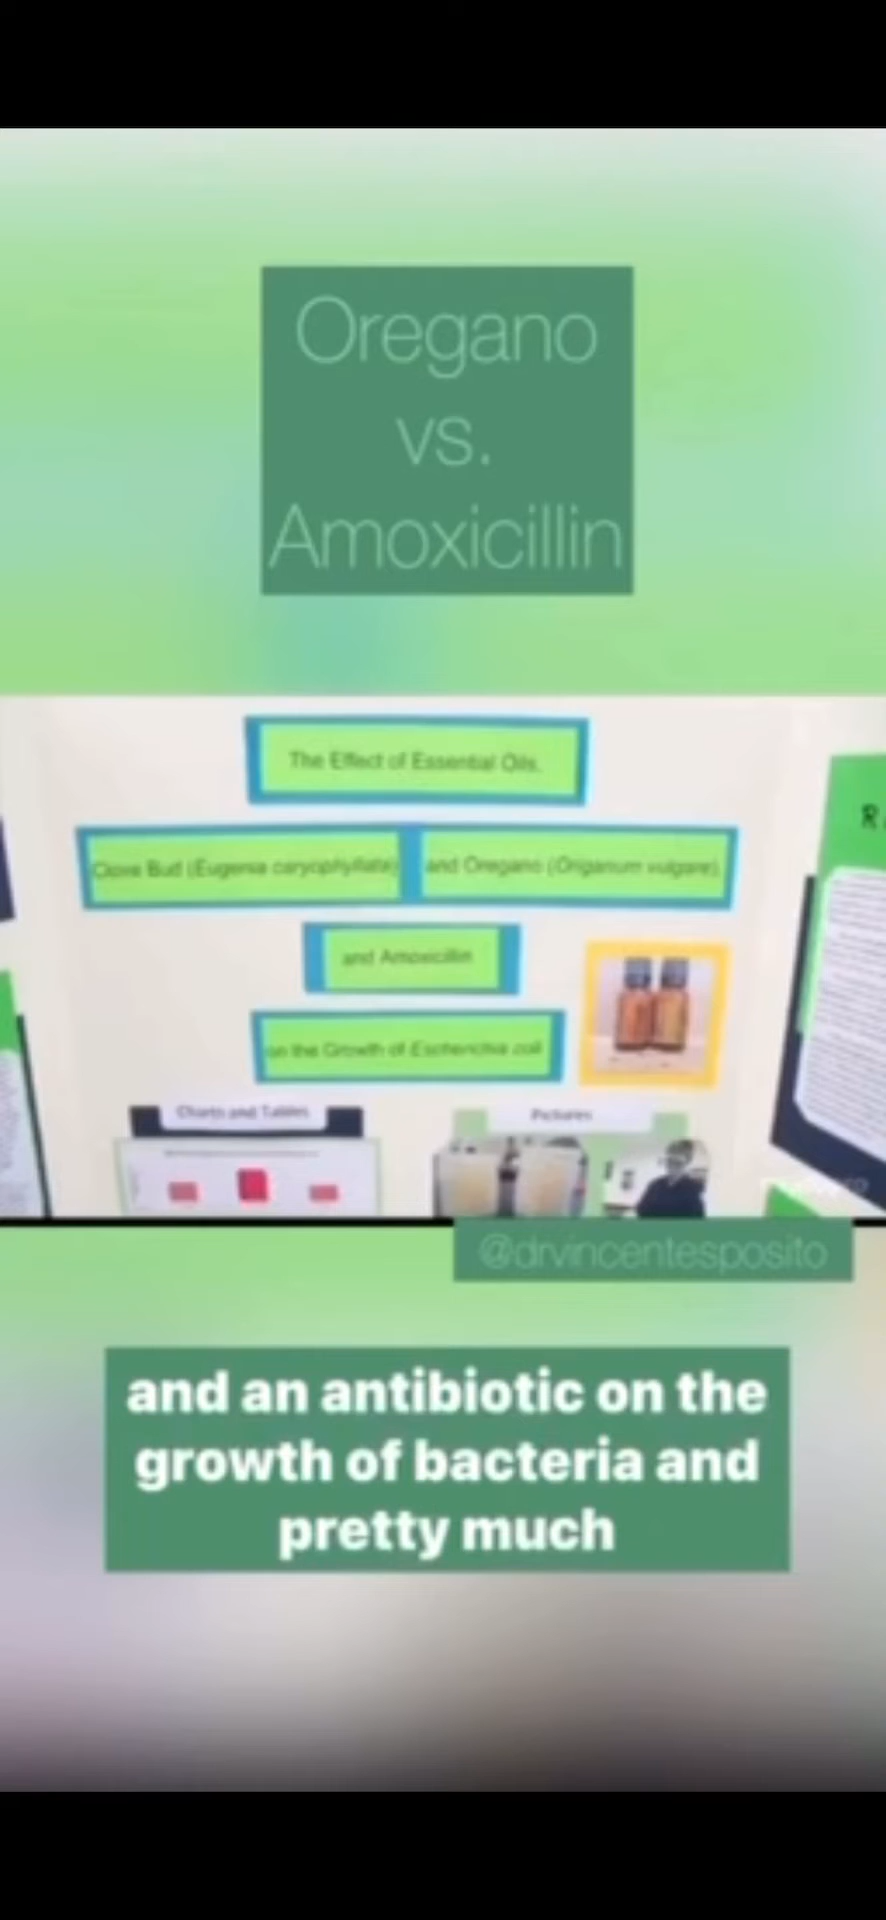 Oregano
vs.
Amoxicillin
The Effect of Essential Oils,
Clove Bud (Eugenia caryophyllata) and Oregano (Origanum vulgare)
and Amoxicillin
on the Growth of Escherichia coli
Charts and Tables
Pictures
@drvincentesposito
and an antibiotic on the
growth of bacteria and
pretty much